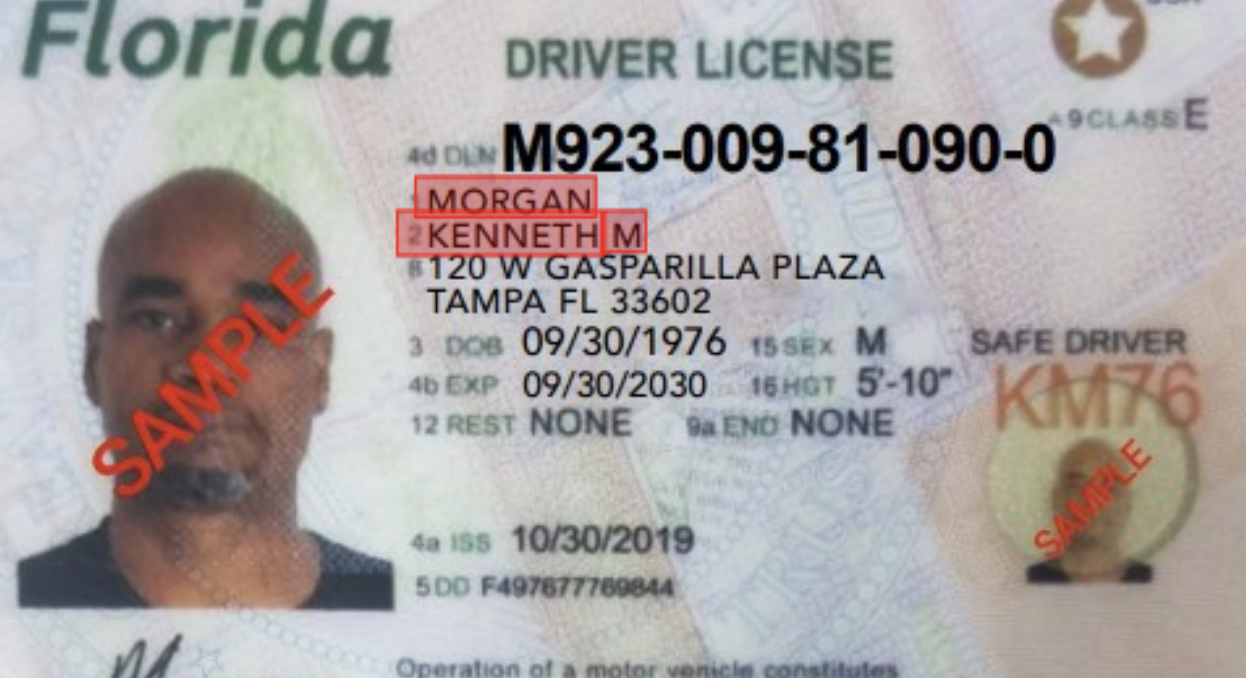 Florida
DRIVER LICENSE
9 CLASS E
4d DLN M923-009-81-090-0
MORGAN
2 KENNETH M
8 120 W GASPARILLA PLAZA
TAMPA FL 33602
3 DOB 09/30/1976 15 SEX M
SAFE DRIVER
4b EXP 09/30/2030 16 HGT 5'-10"
KM76
12 REST NONE 9a END NONE
SAMPLE
SAMPLE
4a ISS 10/30/2019
5 DD F497677769844
Operation of a motor vehicle constitutes